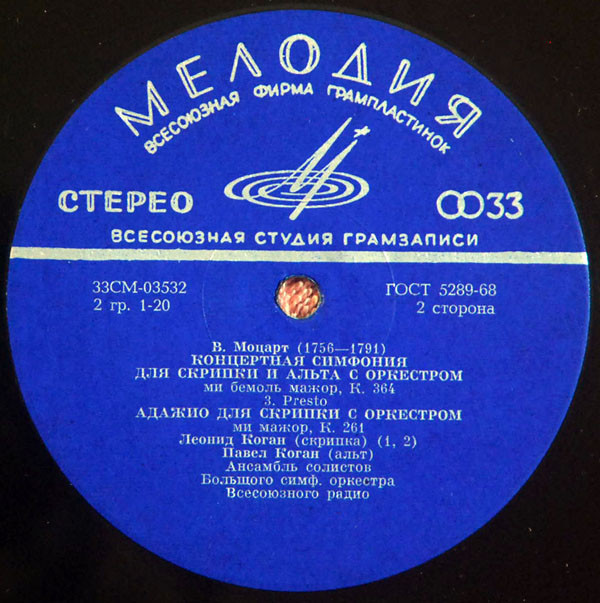 МЕЛОДИЯ
ВСЕСОЮЗНАЯ ФИРМА ГРАМПЛАСТИНОК
СТЕРЕО
33
ВСЕСОЮЗНАЯ СТУДИЯ ГРАМЗАПИСИ
33СМ-03532 ГОСТ 5289-68
2 гр. 1-20 2 сторона
В. Моцарт (1756—1791)
КОНЦЕРТНАЯ СИМФОНИЯ
ДЛЯ СКРИПКИ И АЛЬТА С ОРКЕСТРОМ
ми бемоль мажор, К. 364
3. Presto
АДАЖИО ДЛЯ СКРИПКИ С ОРКЕСТРОМ
ми мажор, К. 261
Леонид Коган (скрипка) (1, 2)
Павел Коган (альт)
Ансамбль солистов
Большого симф. оркестра
Всесоюзного радио